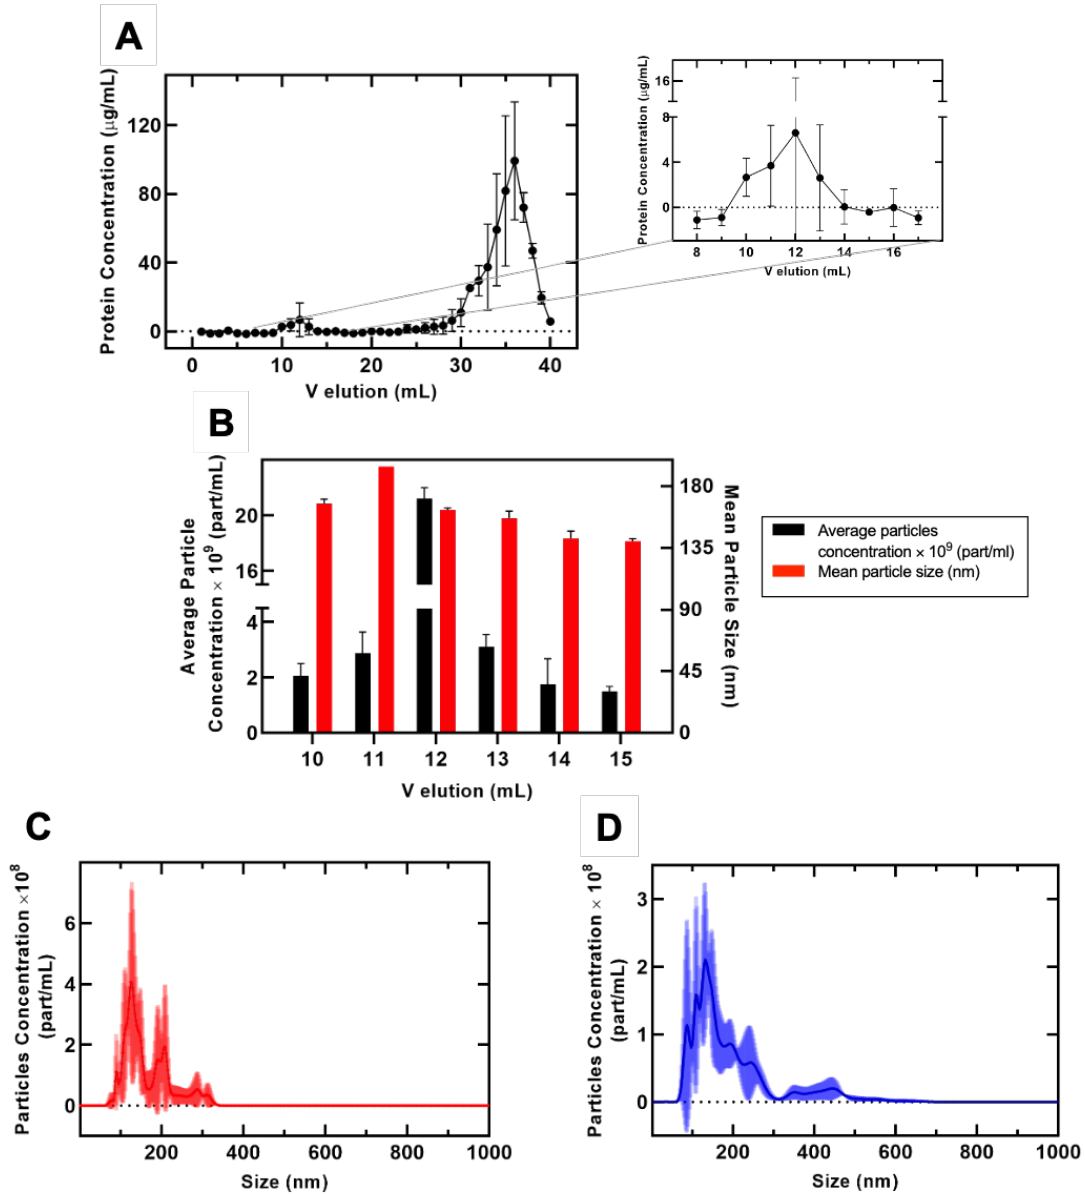 A
Protein Concentration (µg/mL)
120
80
40
0
0
10
20
30
40
V elution (mL)
Protein Concentration (µg/mL)
16
8
4
0
8
10
12
14
16
V elution (mL)
B
Average Particle
Concentration × 10⁹ (part/mL)
20
16
4
2
0
180
135
90
45
0
Mean Particle Size (nm)
10
11
12
13
14
15
V elution (mL)
Average particles
concentration × 10⁹ (part/ml)
Mean particle size (nm)
C
Particles Concentration ×10⁸
(part/mL)
6
4
2
0
200
400
600
800
1000
Size (nm)
D
Particles Concentration × 10⁸
(part/mL)
3
2
1
0
200
400
600
800
1000
Size (nm)